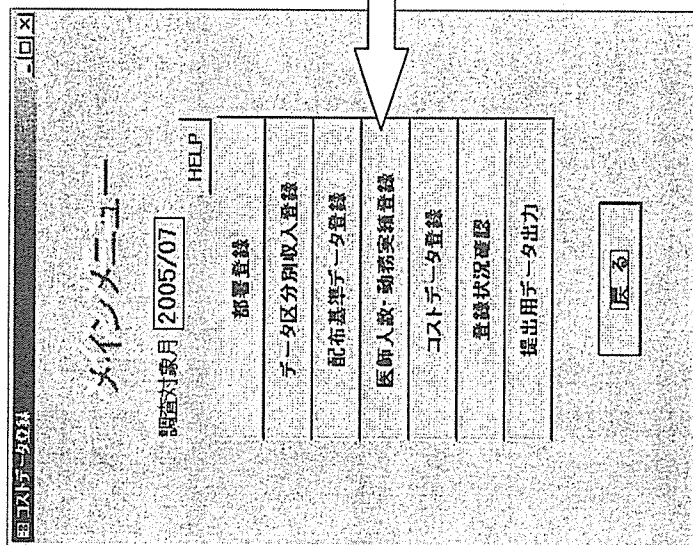 コストデータ登録
メインメニュー
調査対象月 2005/07
HELP
部署登録
データ区分別収入登録
配布基準データ登録
医師人数・勤務実績登録
コストデータ登録
登録状況確認
提出用データ出力
戻る